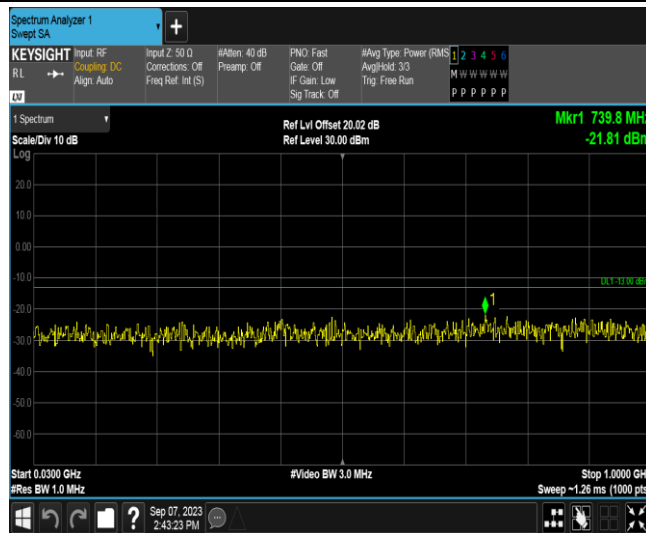 Spectrum Analyzer 1
Swept SA
+
KEYSIGHT Input: RF Input Z: 50 Ω #Atten: 40 dB PNO: Fast #Avg Type: Power (RMS 1 2 3 4 5 6
RL Coupling: DC Corrections: Off Preamp: Off Gate: Off Avg|Hold: 3/3 M W W W W W
Align: Auto Freq Ref: Int (S) IF Gain: Low Trig: Free Run
Sig Track: Off P P P P P P
LXI
1 Spectrum Ref Lvl Offset 20.02 dB Mkr1 739.8 MHz
Scale/Div 10 dB Ref Level 30.00 dBm -21.81 dBm
Log
20.0
10.0
0.00
-10.0 DL1 -13.00 dBm
1
-20.0
-30.0
-40.0
-50.0
-60.0
Start 0.0300 GHz #Video BW 3.0 MHz Stop 1.0000 GH
#Res BW 1.0 MHz Sweep ~1.26 ms (1000 pts
? Sep 07, 2023
2:43:23 PM